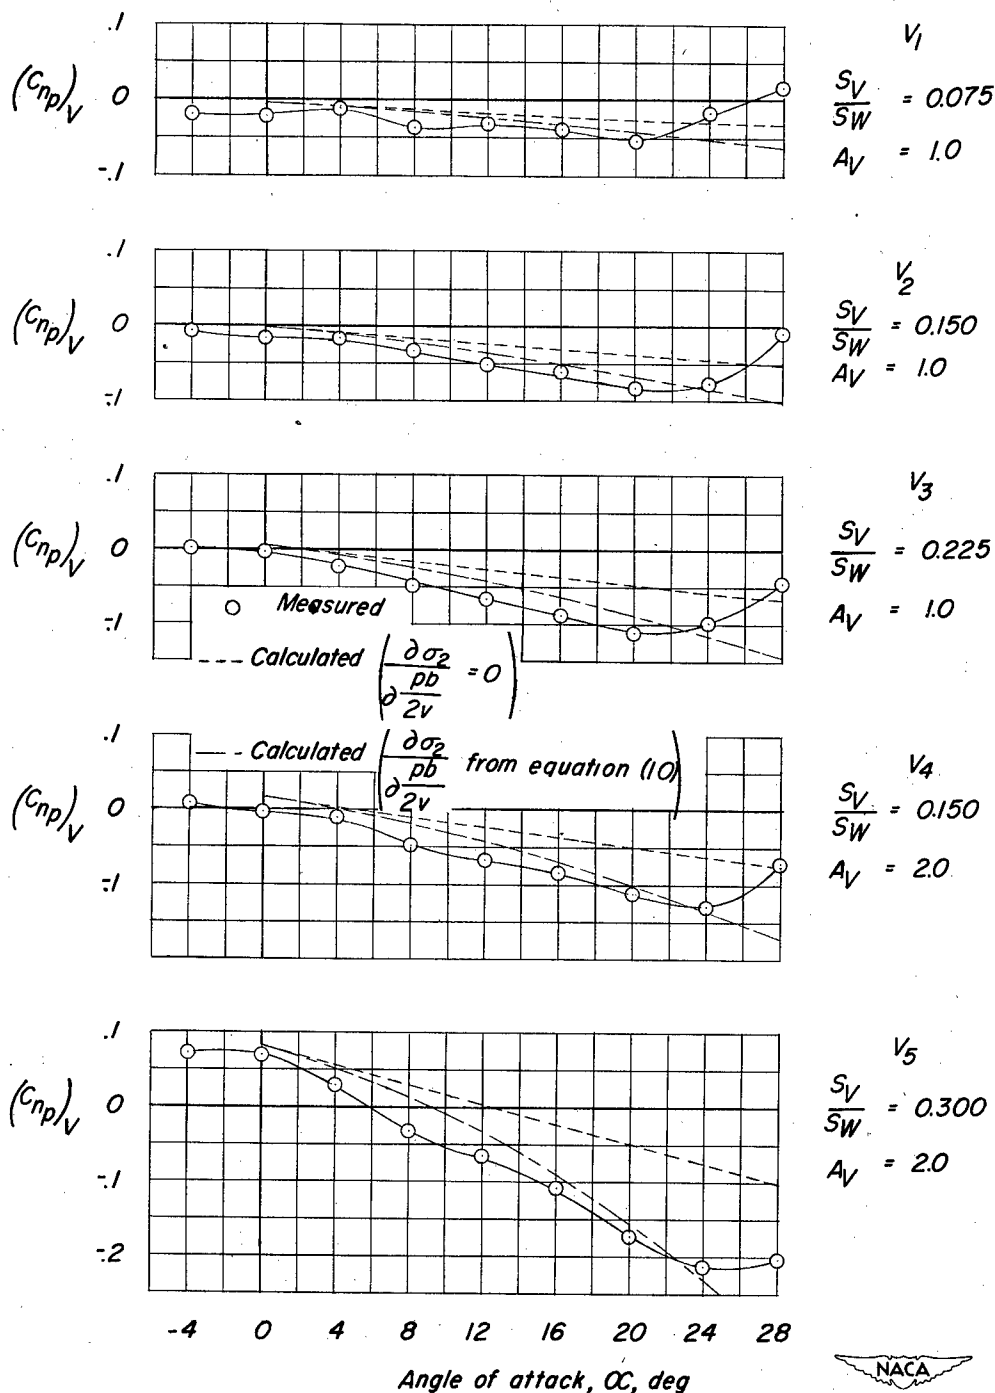 V1
.1
(Cnp)V 0
-.1
SV/SW = 0.075
AV = 1.0
V2
.1
(Cnp)V 0
-.1
SV/SW = 0.150
AV = 1.0
V3
.1
(Cnp)V 0
-.1
SV/SW = 0.225
AV = 1.0
○ Measured
---- Calculated (∂σ2/∂ pb/2v = 0)
— - Calculated (∂σ2/∂ pb/2v from equation (10))
V4
.1
(Cnp)V 0
-.1
SV/SW = 0.150
AV = 2.0
V5
.1
(Cnp)V 0
-.1
-.2
SV/SW = 0.300
AV = 2.0
-4 0 4 8 12 16 20 24 28
Angle of attack, α, deg
NACA